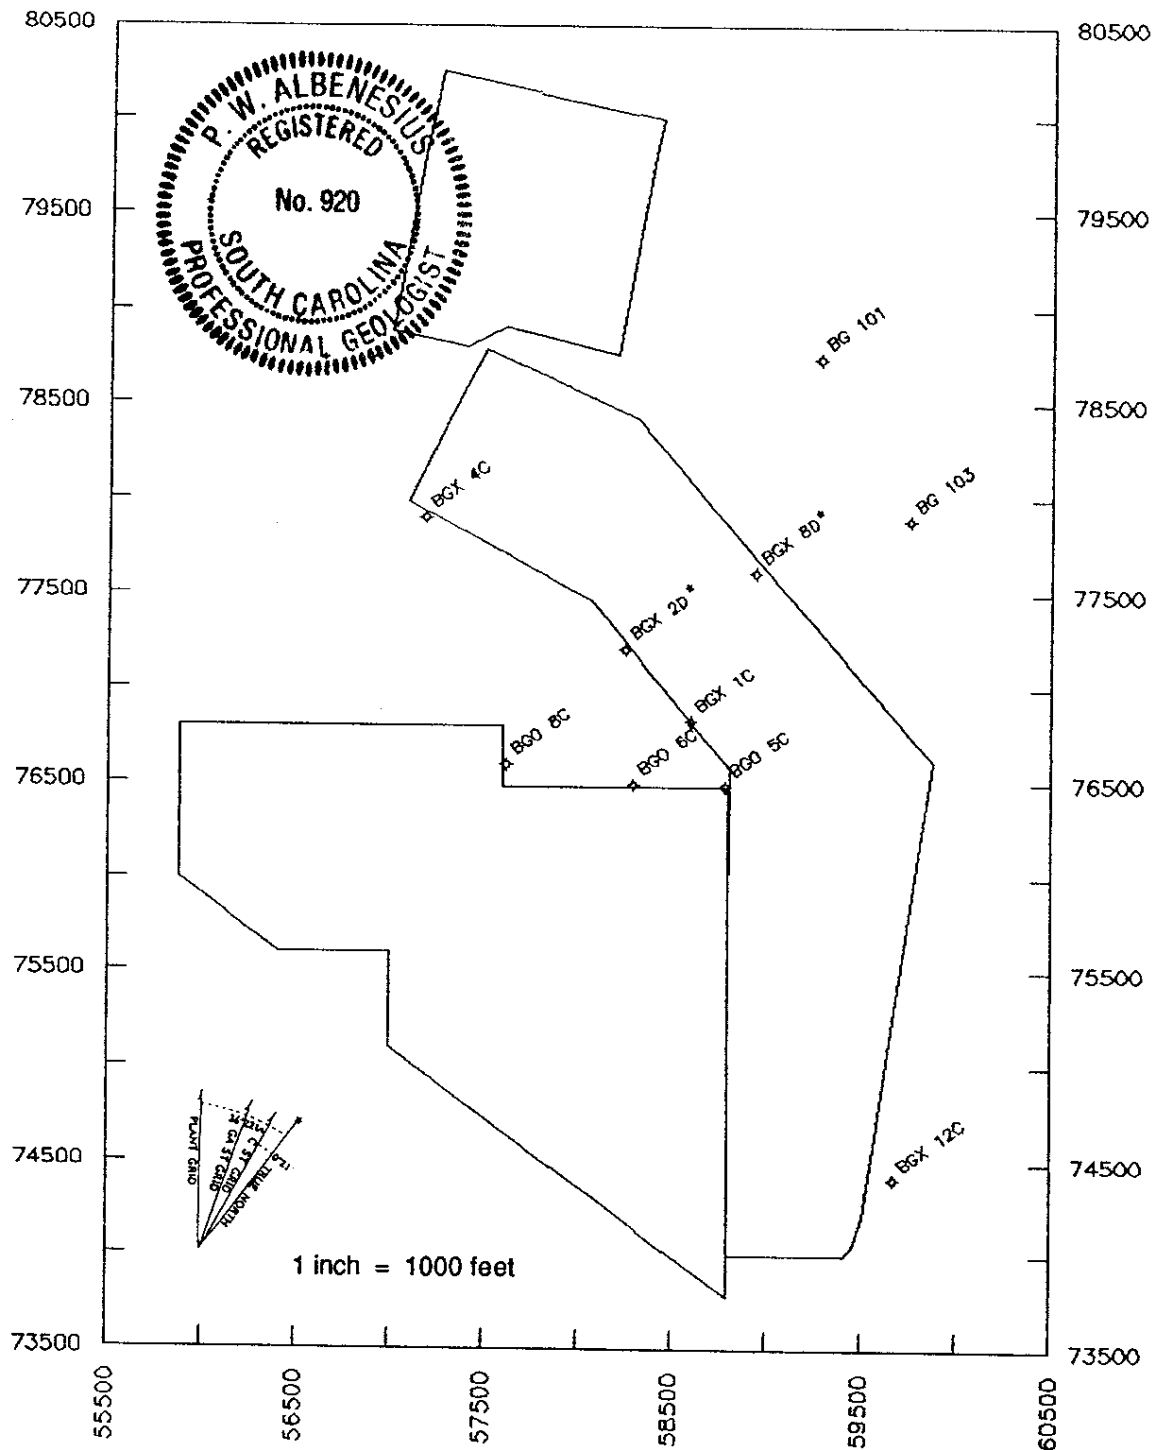 80500
80500
P. W. ALBENESIUS
REGISTERED
No. 920
SOUTH CAROLINA
PROFESSIONAL GEOLOGIST
79500
79500
BG 101
78500
78500
BGX 4C
BG 103
BGX 8D*
77500
77500
BGX 2D*
BGX 1C
BGO 8C
BGO 6C
BGO 5C
76500
76500
75500
75500
PLANT GRID
GA ST GRID
C ST GRID
TRUE NORTH
74500
74500
BGX 12C
1 inch = 1000 feet
73500
73500
55500
56500
57500
58500
59500
60500